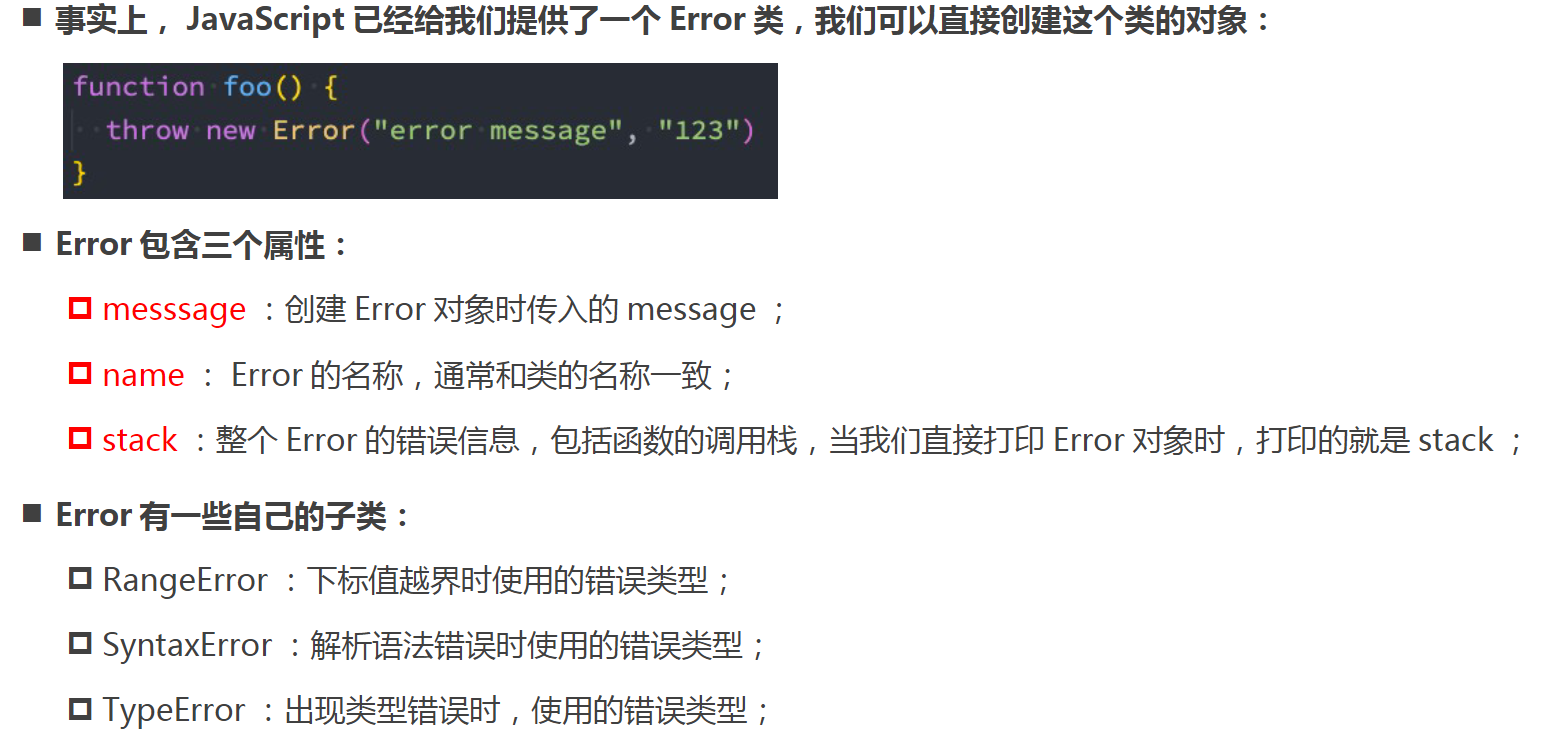 事实上， JavaScript 已经给我们提供了一个 Error 类，我们可以直接创建这个类的对象：
function foo() {
throw new Error("error message", "123")
}
Error 包含三个属性：
messsage ：创建 Error 对象时传入的 message ；
name ： Error 的名称，通常和类的名称一致；
stack ：整个 Error 的错误信息，包括函数的调用栈，当我们直接打印 Error 对象时，打印的就是 stack ；
Error 有一些自己的子类：
RangeError ：下标值越界时使用的错误类型；
SyntaxError ：解析语法错误时使用的错误类型；
TypeError ：出现类型错误时，使用的错误类型；